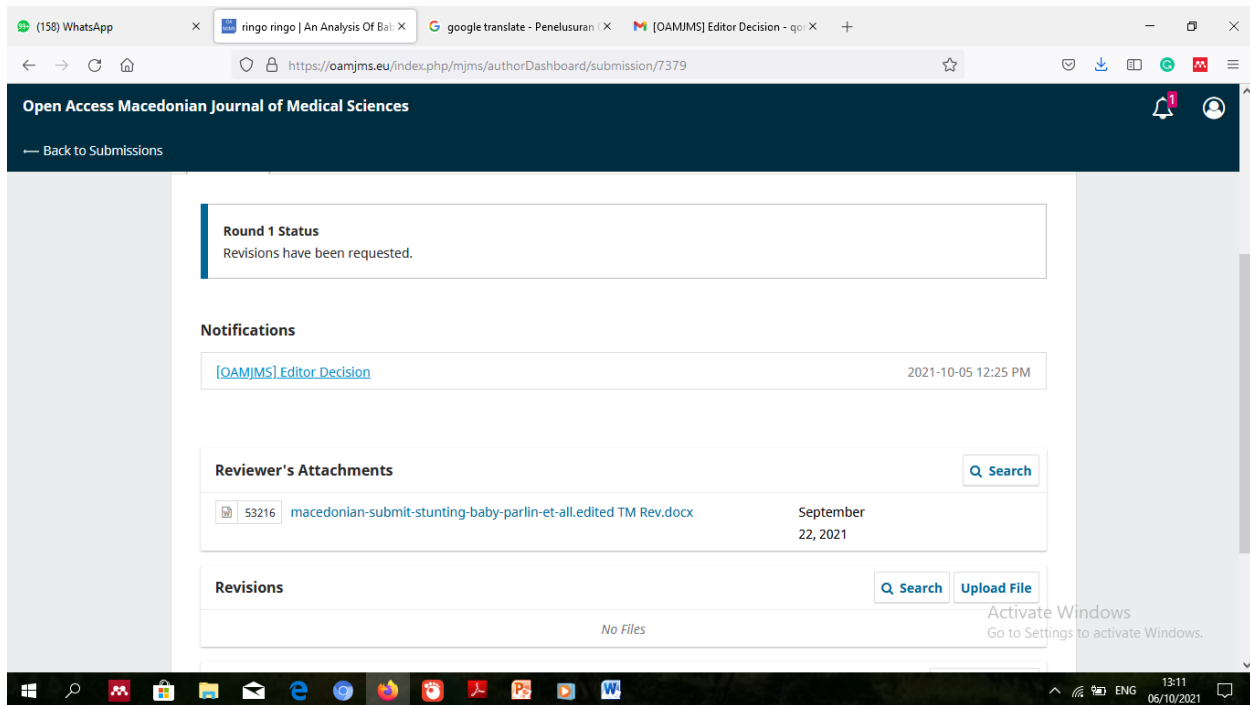 (158) WhatsApp
ringo ringo | An Analysis Of Bab
google translate - Penelusuran
[OAMJMS] Editor Decision - qor
https://oamjms.eu/index.php/mjms/authorDashboard/submission/7379
Open Access Macedonian Journal of Medical Sciences
1
Back to Submissions
Round 1 Status
Revisions have been requested.
Notifications
[OAMJMS] Editor Decision 2021-10-05 12:25 PM
Reviewer's Attachments Search
53216 macedonian-submit-stunting-baby-parlin-et-all.edited TM Rev.docx September
22, 2021
Revisions Search Upload File
No Files
Activate Windows
Go to Settings to activate Windows.
ENG
13:11
06/10/2021